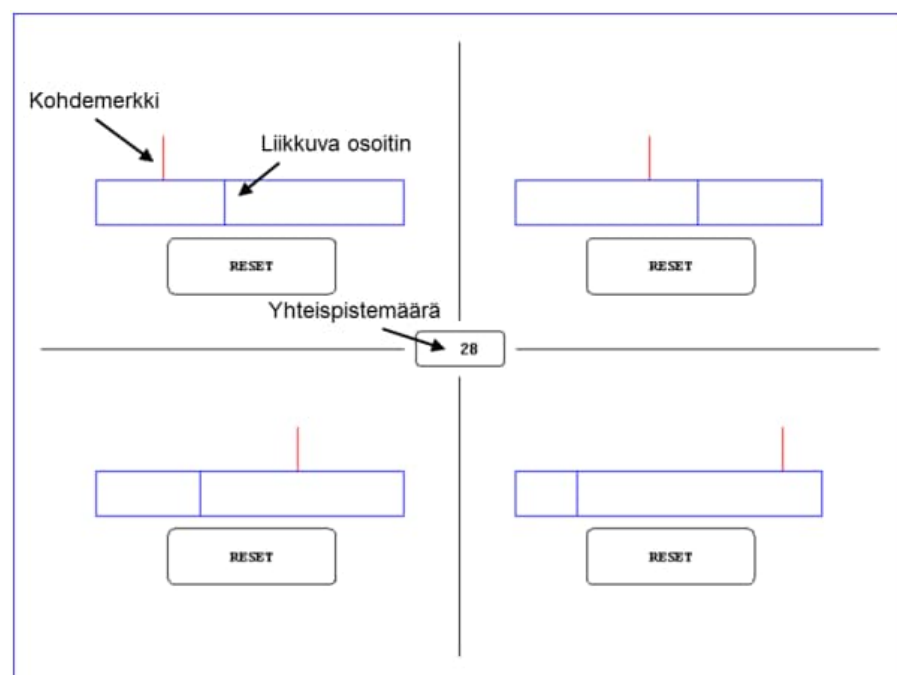 Kohdemerkki
Liikkuva osoitin
RESET
RESET
Yhteispistemäärä
28
RESET
RESET